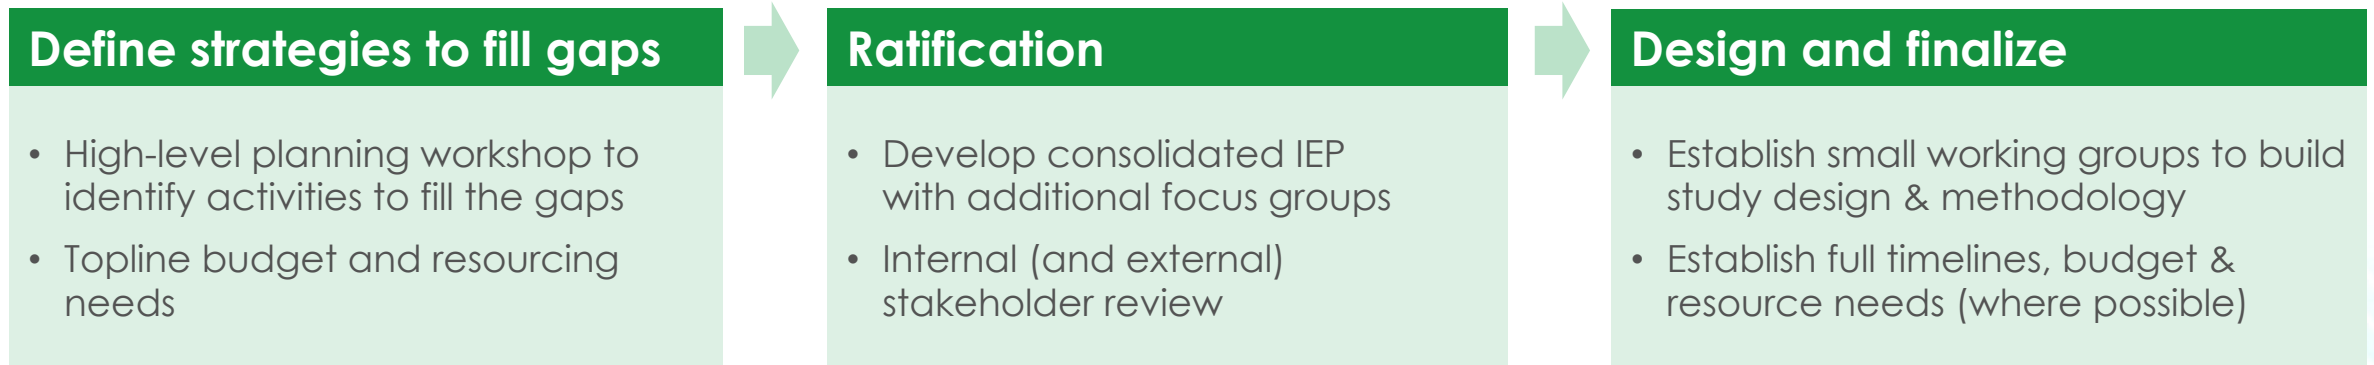 Define strategies to fill gaps
• High-level planning workshop to
identify activities to fill the gaps
• Topline budget and resourcing
needs
Ratification
• Develop consolidated IEP
with additional focus groups
• Internal (and external)
stakeholder review
Design and finalize
• Establish small working groups to build
study design & methodology
• Establish full timelines, budget &
resource needs (where possible)